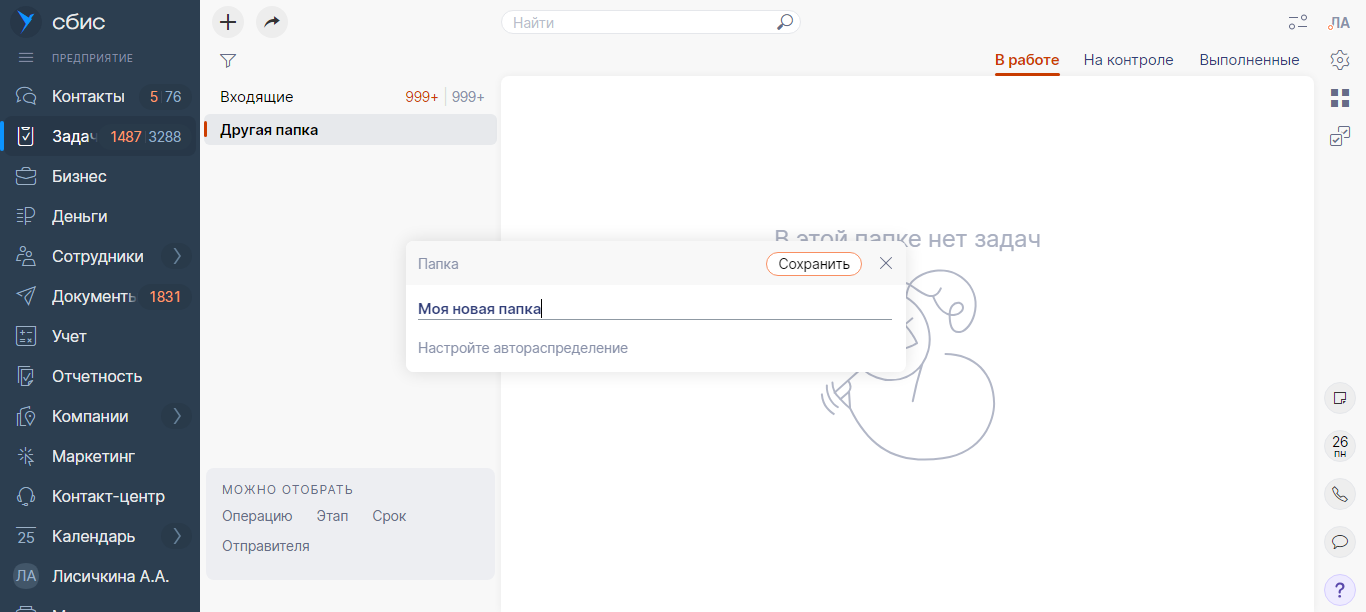 сбис
ПРЕДПРИЯТИЕ
Контакты 5 76
Задач 1487 3288
Бизнес
Деньги
Сотрудники
Документы 1831
Учет
Отчетность
Компании
Маркетинг
Контакт-центр
25 Календарь
ЛА Лисичкина А.А.
Найти
ЛА
В работе На контроле Выполненные
Входящие 999+ 999+
Другая папка
В этой папке нет задач
Папка Сохранить
Моя новая папка
Настройте автораспределение
МОЖНО ОТОБРАТЬ
Операцию Этап Срок
Отправителя
26
ПН
?